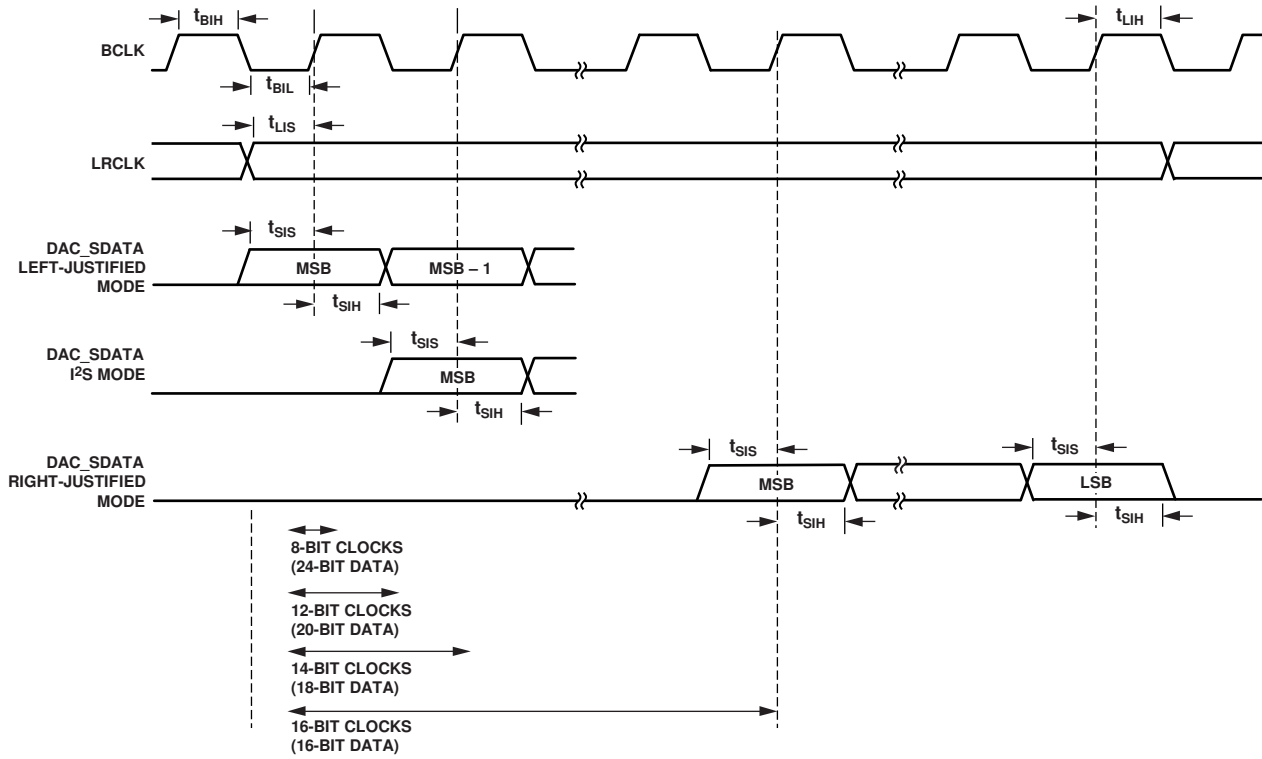 tBIH
tLIH
BCLK
tBIL
tLIS
LRCLK
tSIS
DAC_SDATA
LEFT-JUSTIFIED
MODE
MSB
MSB – 1
tSIH
tSIS
DAC_SDATA
I²S MODE
MSB
tSIH
DAC_SDATA
RIGHT-JUSTIFIED
MODE
tSIS
tSIS
MSB
LSB
tSIH
tSIH
8-BIT CLOCKS
(24-BIT DATA)
12-BIT CLOCKS
(20-BIT DATA)
14-BIT CLOCKS
(18-BIT DATA)
16-BIT CLOCKS
(16-BIT DATA)